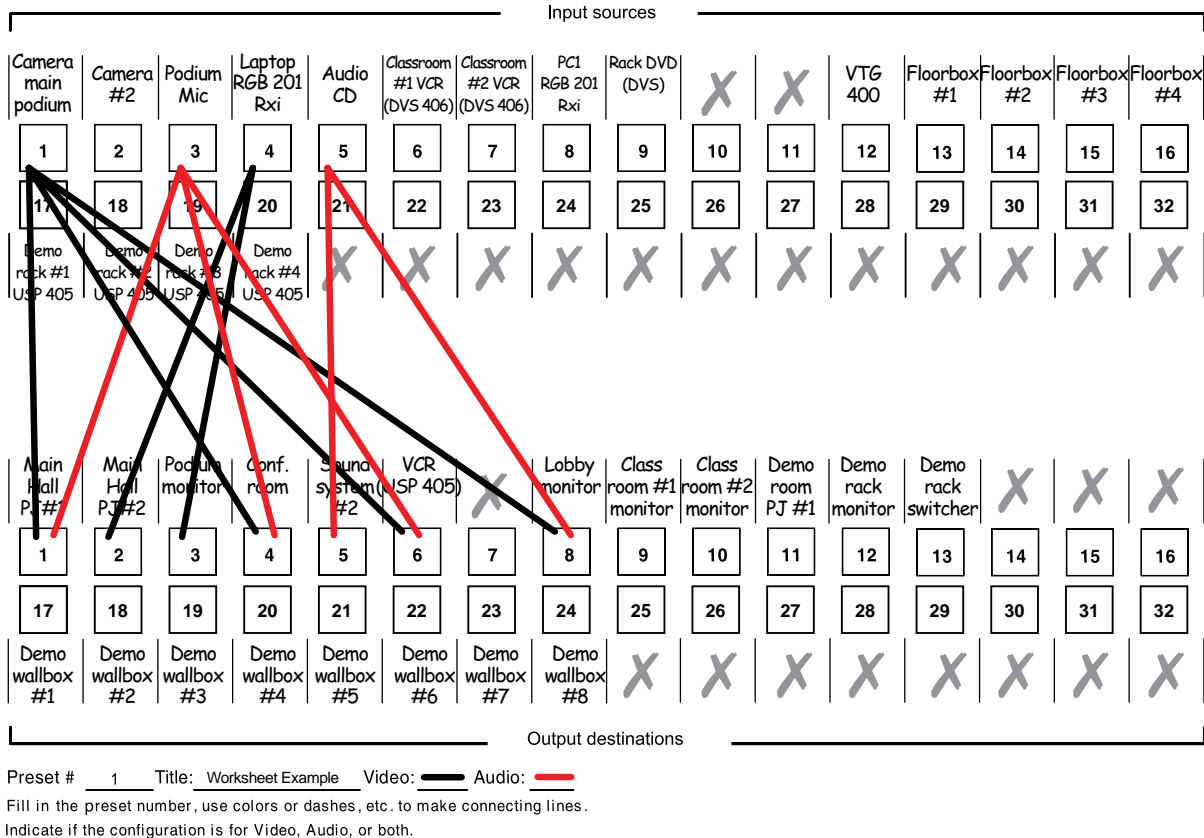 Input sources
Camera main podium
Camera #2
Podium Mic
Laptop RGB 201 Rxi
Audio CD
Classroom #1 VCR (DVS 406)
Classroom #2 VCR (DVS 406)
PC1 RGB 201 Rxi
Rack DVD (DVS)
VTG 400
Floorbox #1
Floorbox #2
Floorbox #3
Floorbox #4
1 2 3 4 5 6 7 8 9 10 11 12 13 14 15 16
17 18 19 20 21 22 23 24 25 26 27 28 29 30 31 32
Demo rack #1 USP 405
Demo rack #2 USP 405
Demo rack #3 USP 405
Demo rack #4 USP 405
Main Hall PJ#1
Main Hall PJ#2
Podium monitor
Conf. room
Sound system #2
VCR (USP 405)
Lobby monitor
Class room #1 monitor
Class room #2 monitor
Demo room PJ #1
Demo rack monitor
Demo rack switcher
1 2 3 4 5 6 7 8 9 10 11 12 13 14 15 16
17 18 19 20 21 22 23 24 25 26 27 28 29 30 31 32
Demo wallbox #1
Demo wallbox #2
Demo wallbox #3
Demo wallbox #4
Demo wallbox #5
Demo wallbox #6
Demo wallbox #7
Demo wallbox #8
Output destinations
Preset # 1 Title: Worksheet Example Video: Audio:
Fill in the preset number, use colors or dashes, etc. to make connecting lines.
Indicate if the configuration is for Video, Audio, or both.